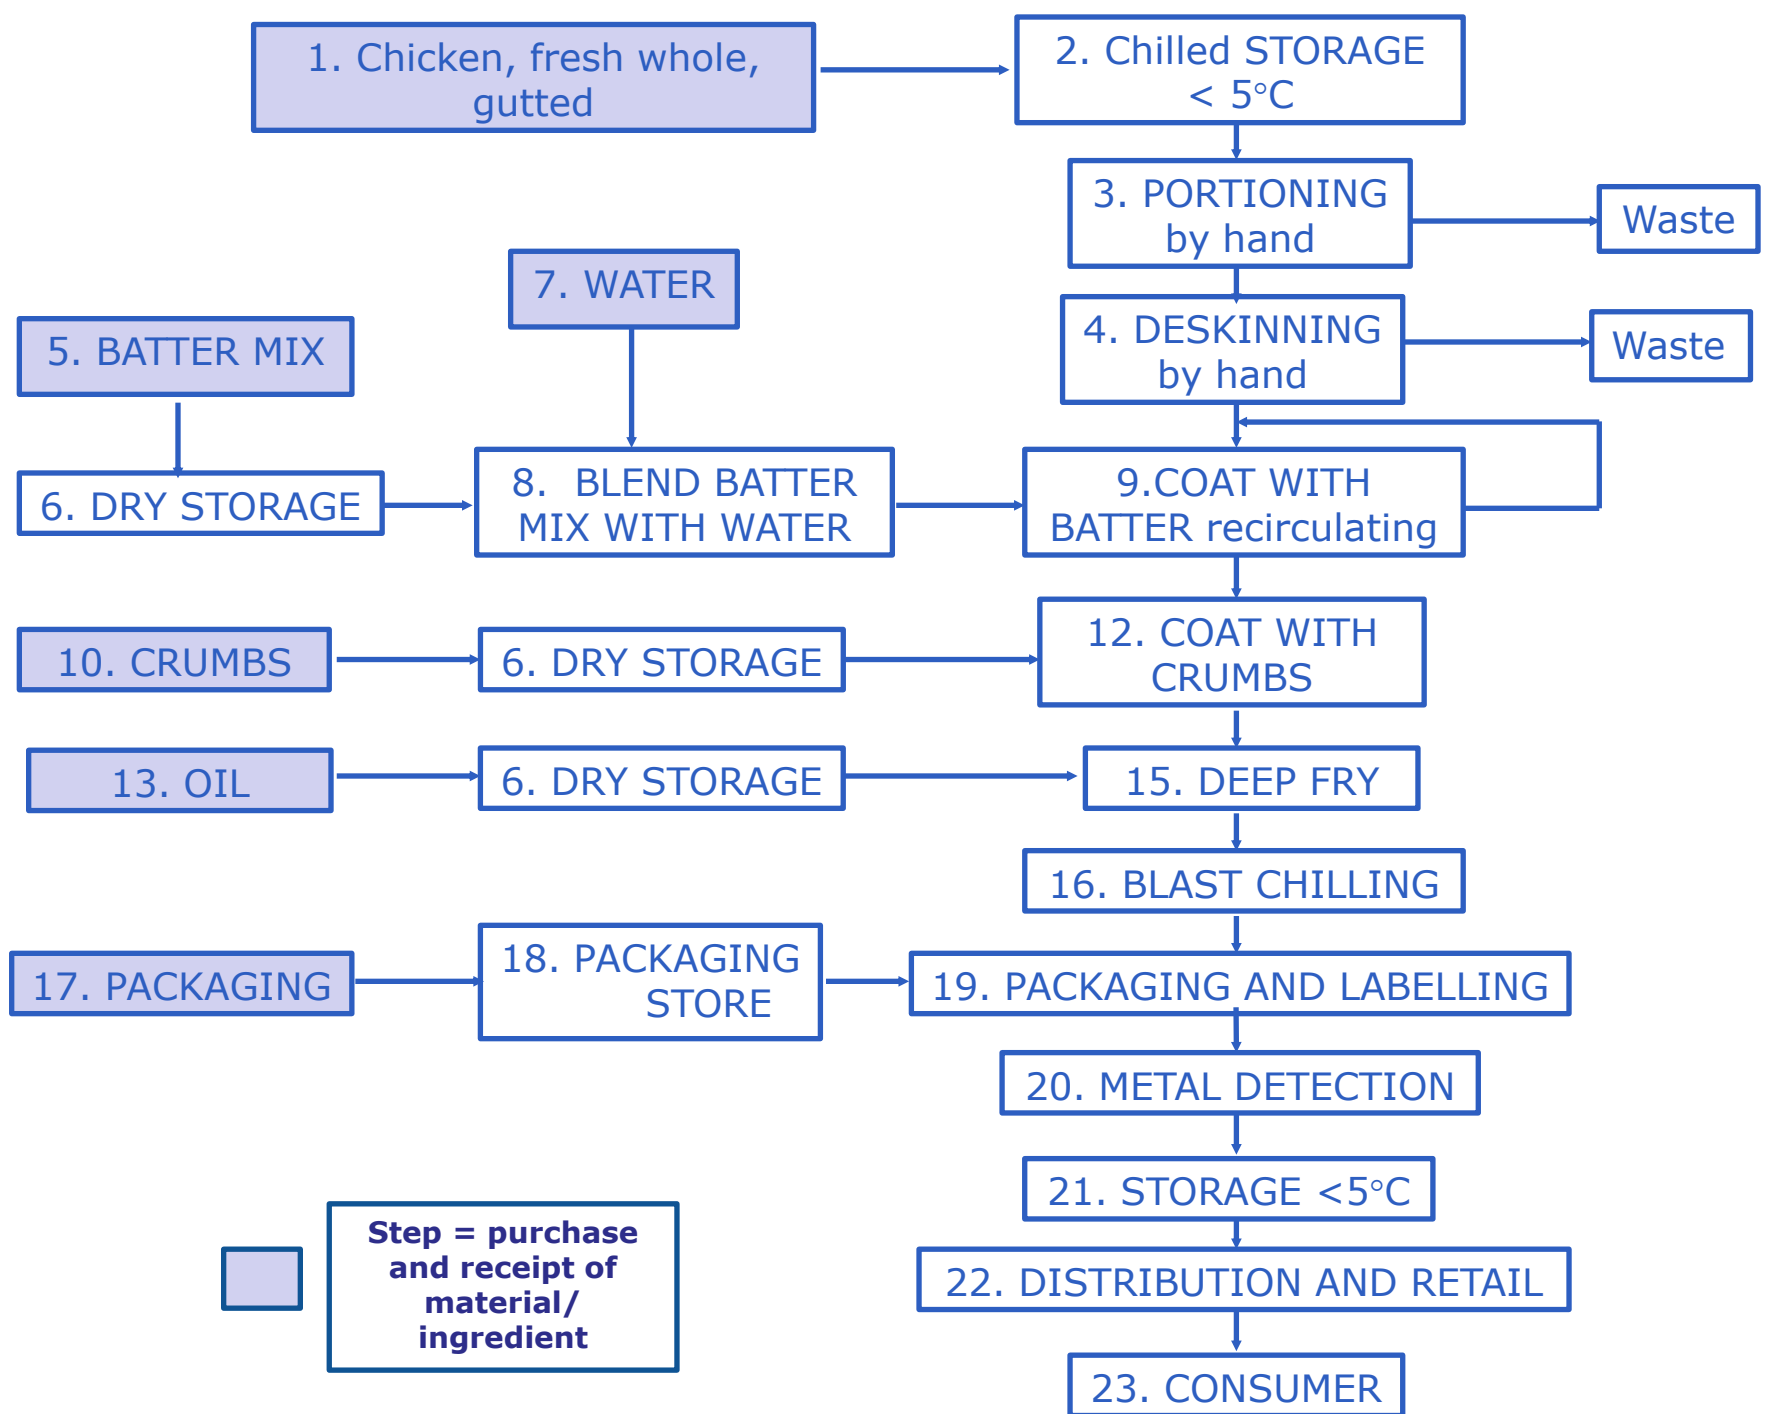 1. Chicken, fresh whole,
gutted
2. Chilled STORAGE
< 5°C
3. PORTIONING
by hand
Waste
7. WATER
4. DESKINNING
by hand
Waste
5. BATTER MIX
6. DRY STORAGE
8. BLEND BATTER
MIX WITH WATER
9.COAT WITH
BATTER recirculating
10. CRUMBS
6. DRY STORAGE
12. COAT WITH
CRUMBS
13. OIL
6. DRY STORAGE
15. DEEP FRY
16. BLAST CHILLING
17. PACKAGING
18. PACKAGING
STORE
19. PACKAGING AND LABELLING
20. METAL DETECTION
21. STORAGE <5°C
Step = purchase
and receipt of
material/
ingredient
22. DISTRIBUTION AND RETAIL
23. CONSUMER